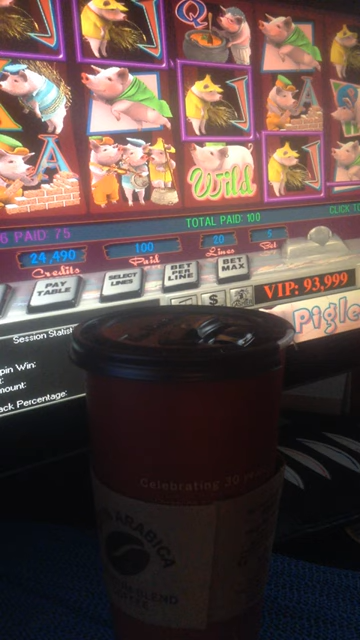 Q
J
J
A
A
Wild
J
6 PAID 75
TOTAL PAID: 100
CLICK TO
24,490
Credits
100
Paid
20
Lines
5
Bet
PAY TABLE
SELECT LINES
BET PER LINE
BET MAX
$
VIP: 93,999
Session Statist
pin Win:
mount:
ack Percentage:
Celebrating 30
ARABICA
BLEND